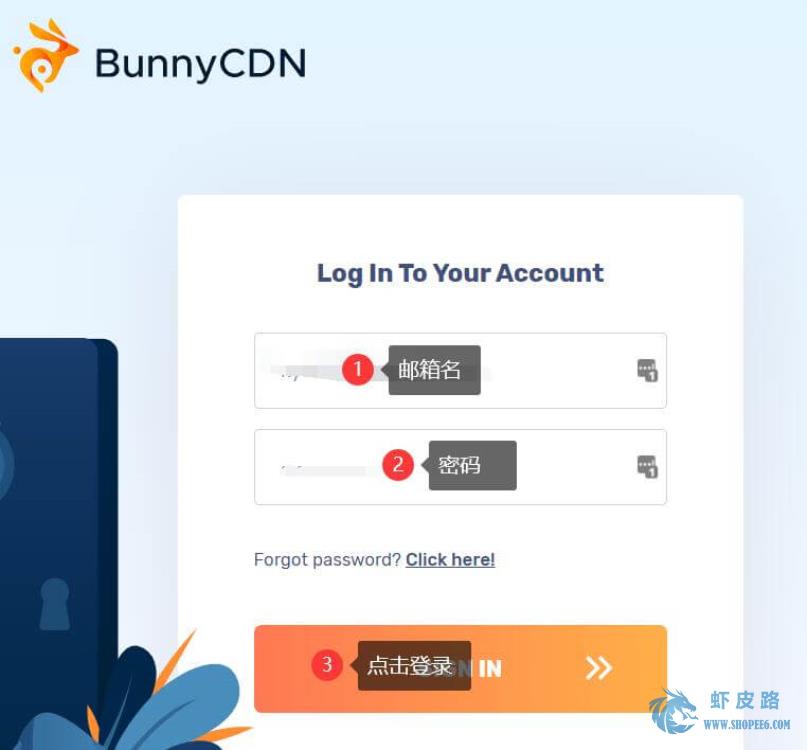 BunnyCDN
Log In To Your Account
1 邮箱名
2 密码
Forgot password? Click here!
3 点击登录 IN
虾皮路
WWW.SHOPEE6.COM